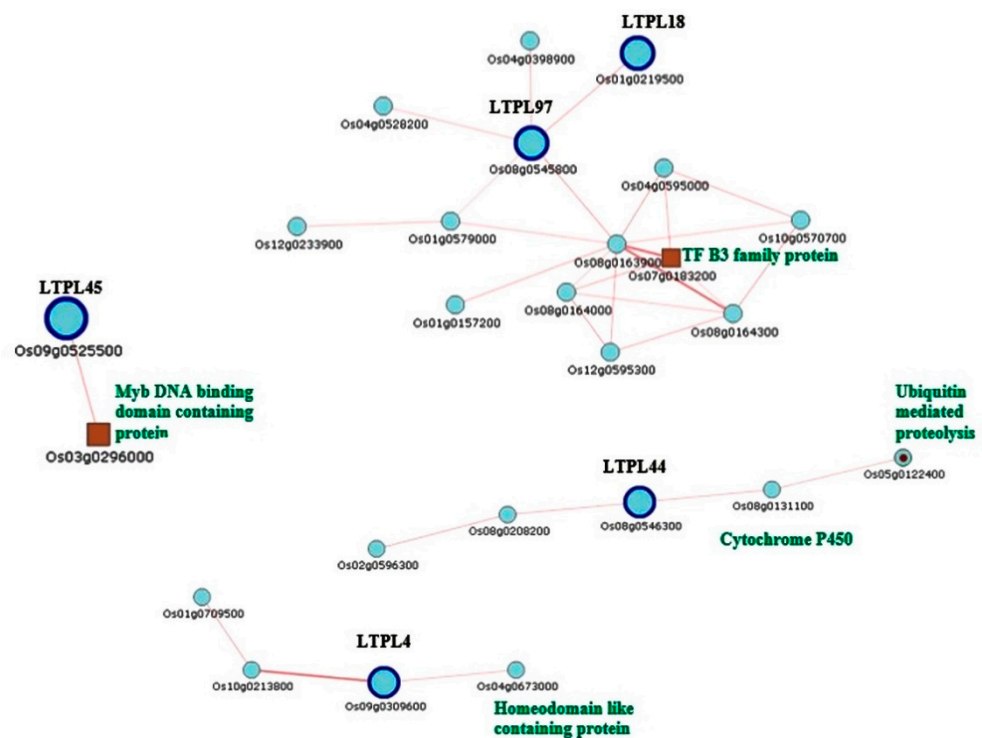 LTPL18
Os04g0398900
Os01g0219500
LTPL97
Os04g0528200
Os08g0545800
Os04g0595000
Os12g0233900
Os01g0579000
Os10g0570700
Os08g0163900
TF B3 family protein
Os07g0183200
LTPL45
Os08g0164000
Os01g0157200
Os08g0164300
Os09g0525500
Os12g0595300
Myb DNA binding
domain containing
protein
Os03g0296000
Ubiquitin
mediated
proteolysis
LTPL44
Os05g0122400
Os08g0131100
Os08g0208200
Os08g0546300
Cytochrome P450
Os02g0596300
Os01g0709500
LTPL4
Os10g0213800
Os04g0673000
Os09g0309600
Homeodomain like
containing protein